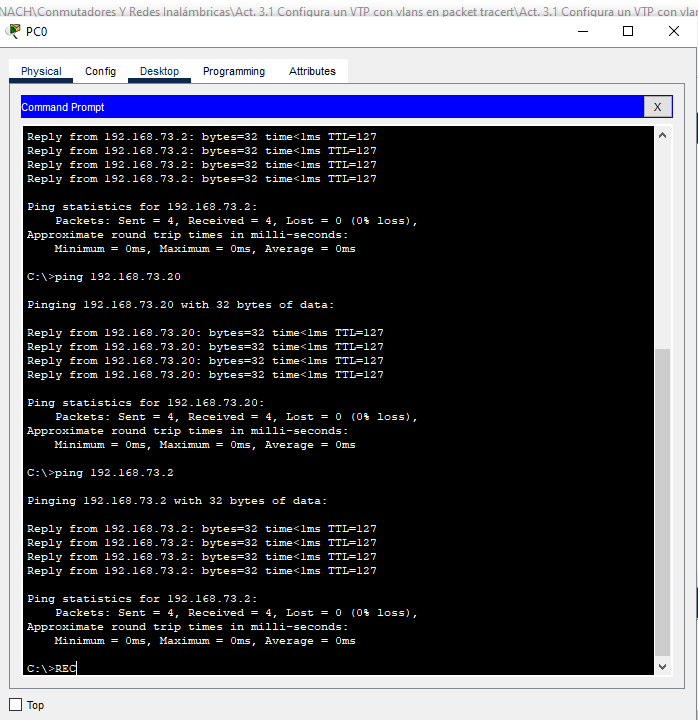 NACH\Conmutadores Y Redes Inalámbricas\Act. 3.1 Configura un VTP con vlans en packet tracert\Act. 3.1 Configura un VTP con vlan
PC0
Physical Config Desktop Programming Attributes
Command Prompt X
Reply from 192.168.73.2: bytes=32 time<1ms TTL=127
Reply from 192.168.73.2: bytes=32 time<1ms TTL=127
Reply from 192.168.73.2: bytes=32 time<1ms TTL=127
Reply from 192.168.73.2: bytes=32 time<1ms TTL=127
Ping statistics for 192.168.73.2:
Packets: Sent = 4, Received = 4, Lost = 0 (0% loss),
Approximate round trip times in milli-seconds:
Minimum = 0ms, Maximum = 0ms, Average = 0ms
C:\>ping 192.168.73.20
Pinging 192.168.73.20 with 32 bytes of data:
Reply from 192.168.73.20: bytes=32 time<1ms TTL=127
Reply from 192.168.73.20: bytes=32 time<1ms TTL=127
Reply from 192.168.73.20: bytes=32 time<1ms TTL=127
Reply from 192.168.73.20: bytes=32 time<1ms TTL=127
Ping statistics for 192.168.73.20:
Packets: Sent = 4, Received = 4, Lost = 0 (0% loss),
Approximate round trip times in milli-seconds:
Minimum = 0ms, Maximum = 0ms, Average = 0ms
C:\>ping 192.168.73.2
Pinging 192.168.73.2 with 32 bytes of data:
Reply from 192.168.73.2: bytes=32 time<1ms TTL=127
Reply from 192.168.73.2: bytes=32 time<1ms TTL=127
Reply from 192.168.73.2: bytes=32 time<1ms TTL=127
Reply from 192.168.73.2: bytes=32 time<1ms TTL=127
Ping statistics for 192.168.73.2:
Packets: Sent = 4, Received = 4, Lost = 0 (0% loss),
Approximate round trip times in milli-seconds:
Minimum = 0ms, Maximum = 0ms, Average = 0ms
C:\>REC
Top